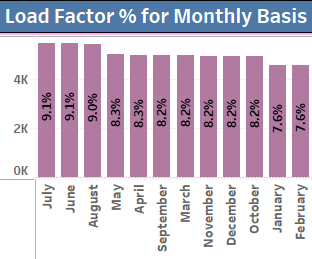 Load Factor % for Monthly Basis
4K
2K
0K
9.1%
9.1%
9.0%
8.3%
8.3%
8.2%
8.2%
8.2%
8.2%
8.2%
7.6%
7.6%
July
June
August
May
April
September
March
November
December
October
January
February